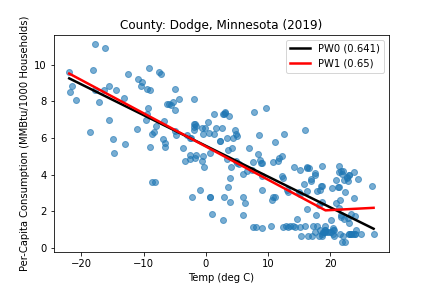 County: Dodge, Minnesota (2019)
PW0 (0.641)
PW1 (0.65)
Per-Capita Consumption (MMBtu/1000 Households)
10
8
6
4
2
0
−20 −10 0 10 20
Temp (deg C)